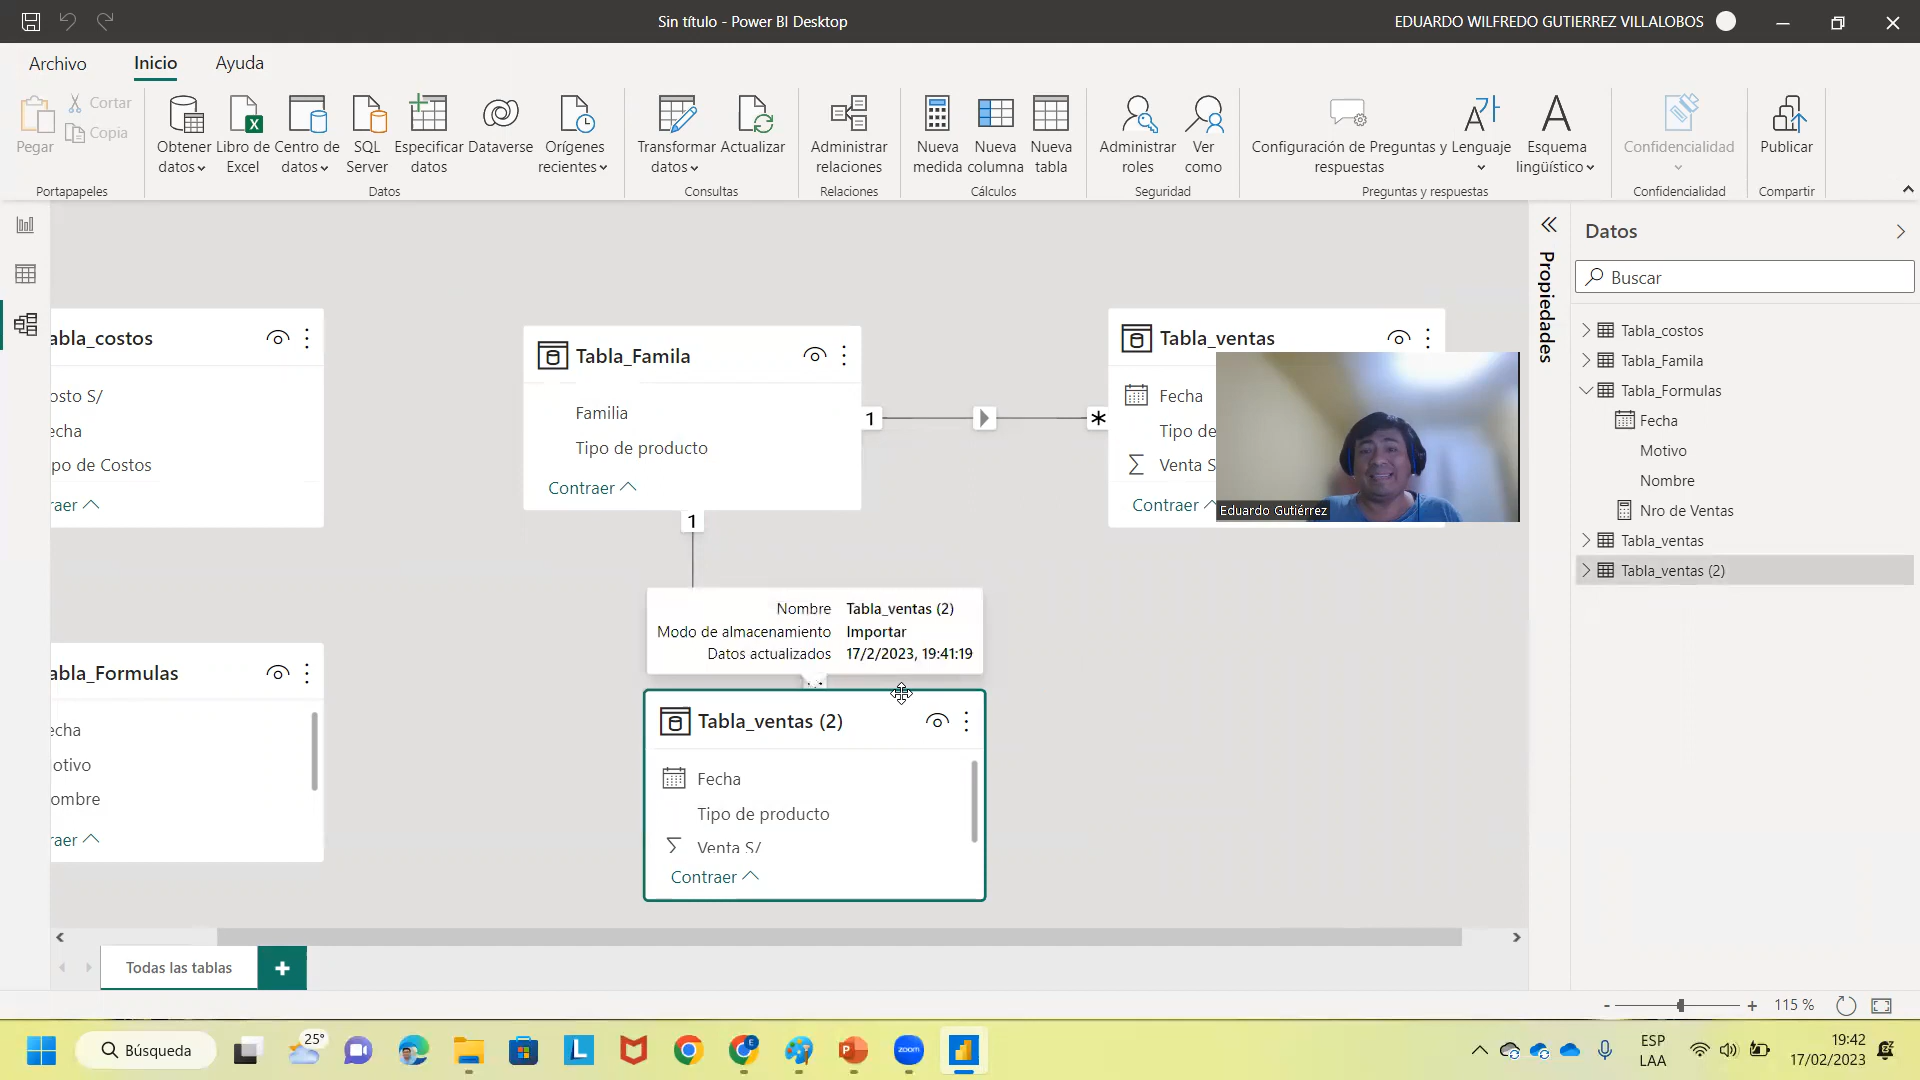 Sin título - Power BI Desktop
EDUARDO WILFREDO GUTIERREZ VILLALOBOS
Archivo
Inicio
Ayuda
Pegar
Cortar
Copia
Portapapeles
Obtener datos
Libro de Excel
Centro de datos
SQL Server
Especificar datos
Dataverse
Orígenes recientes
Datos
Transformar datos
Actualizar
Consultas
Administrar relaciones
Relaciones
Nueva medida
Nueva columna
Nueva tabla
Cálculos
Administrar roles
Ver como
Seguridad
Configuración de Preguntas y respuestas
Lenguaje
Esquema lingüístico
Preguntas y respuestas
Confidencialidad
Confidencialidad
Publicar
Compartir
abla_costos
osto S/
echa
po de Costos
raer
Tabla_Famila
Familia
Tipo de producto
Contraer
1
*
1
Tabla_ventas
Fecha
Tipo de
Venta S
Contraer
Eduardo Gutiérrez
Nombre Tabla_ventas (2)
Modo de almacenamiento Importar
Datos actualizados 17/2/2023, 19:41:19
abla_Formulas
echa
otivo
ombre
raer
Tabla_ventas (2)
Fecha
Tipo de producto
Venta S/
Contraer
Propiedades
Datos
Buscar
Tabla_costos
Tabla_Famila
Tabla_Formulas
Fecha
Motivo
Nombre
Nro de Ventas
Tabla_ventas
Tabla_ventas (2)
Todas las tablas
+
- + 115 %
Búsqueda
25°
zoom
ESP
LAA
19:42
17/02/2023